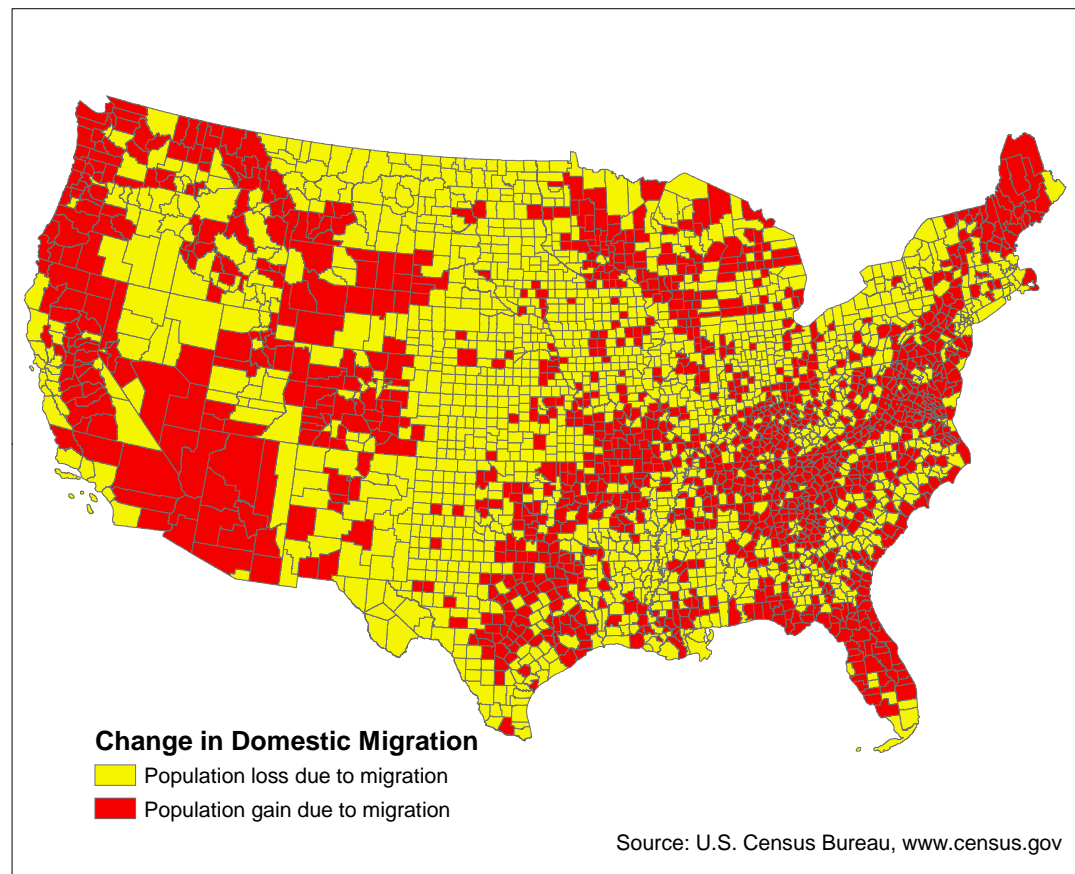 Change in Domestic Migration
Population loss due to migration
Population gain due to migration
Source: U.S. Census Bureau, www.census.gov